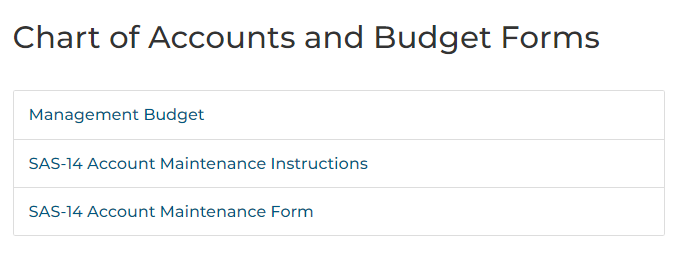 Chart of Accounts and Budget Forms
Management Budget
SAS-14 Account Maintenance Instructions
SAS-14 Account Maintenance Form